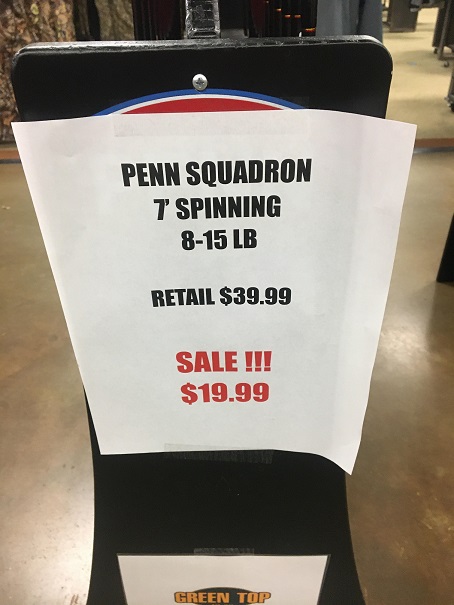 PENN SQUADRON
7' SPINNING
8-15 LB
RETAIL $39.99
SALE !!!
$19.99
GREEN TOP